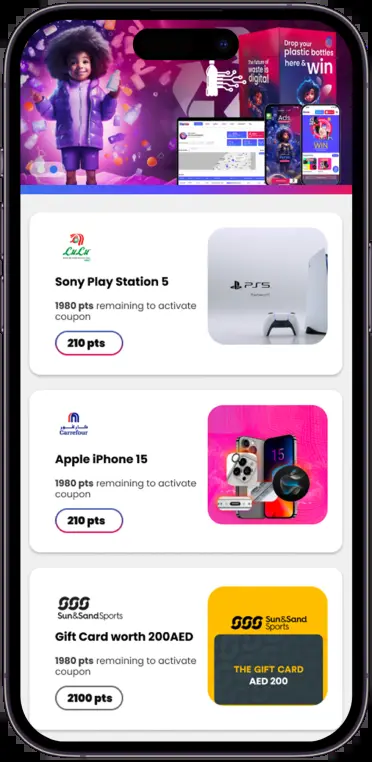 Drop your
plastic bottles
here & win
the future of
waste is
digital
Ads
WIN
LuLu
Sony Play Station 5
1980 pts remaining to activate
coupon
210 pts
PS5
كارفور
Carrefour
Apple iPhone 15
1980 pts remaining to activate
coupon
210 pts
15
Sun&Sand Sports
Gift Card worth 200AED
1980 pts remaining to activate
coupon
2100 pts
Sun&Sand
Sports
THE GIFT CARD
AED 200